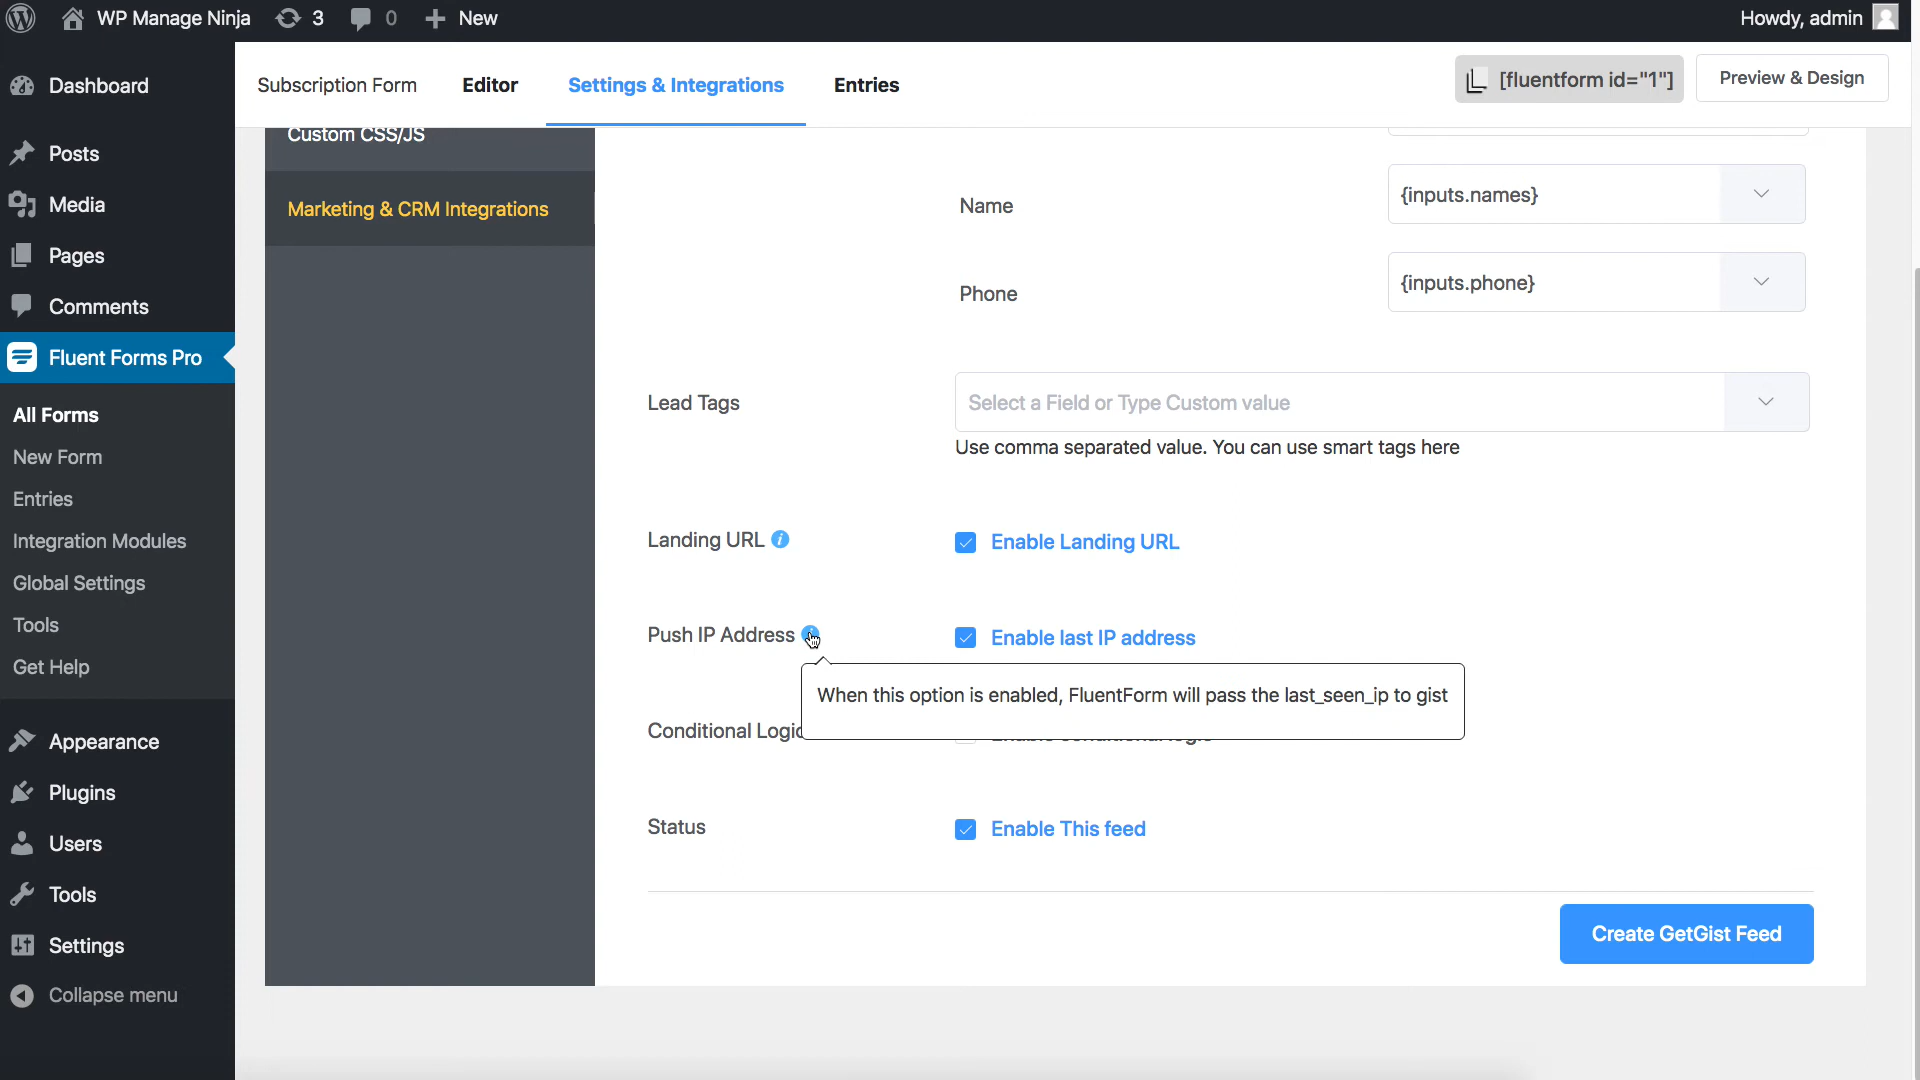 WP Manage Ninja 3 0 New Howdy, admin
Dashboard
Posts
Media
Pages
Comments
Fluent Forms Pro
All Forms
New Form
Entries
Integration Modules
Global Settings
Tools
Get Help
Appearance
Plugins
Users
Tools
Settings
Collapse menu
Subscription Form Editor Settings & Integrations Entries [fluentform id="1"] Preview & Design
Custom CSS/JS
Marketing & CRM Integrations
Name {inputs.names}
Phone {inputs.phone}
Lead Tags Select a Field or Type Custom value
Use comma separated value. You can use smart tags here
Landing URL Enable Landing URL
Push IP Address Enable last IP address
When this option is enabled, FluentForm will pass the last_seen_ip to gist
Conditional Logic
Status Enable This feed
Create GetGist Feed